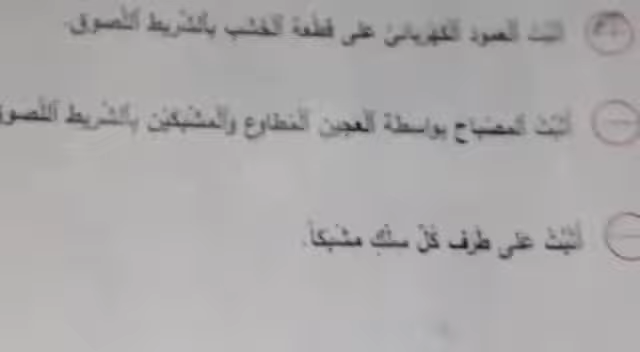 أثبت العمود الكهربائي على قطعة الخشب بالشريط اللصوق.
أثبت المصباح بواسطة العجين المطاوع والمشبكين بالشريط
أثبت على طرف كل سلك مشبكا.